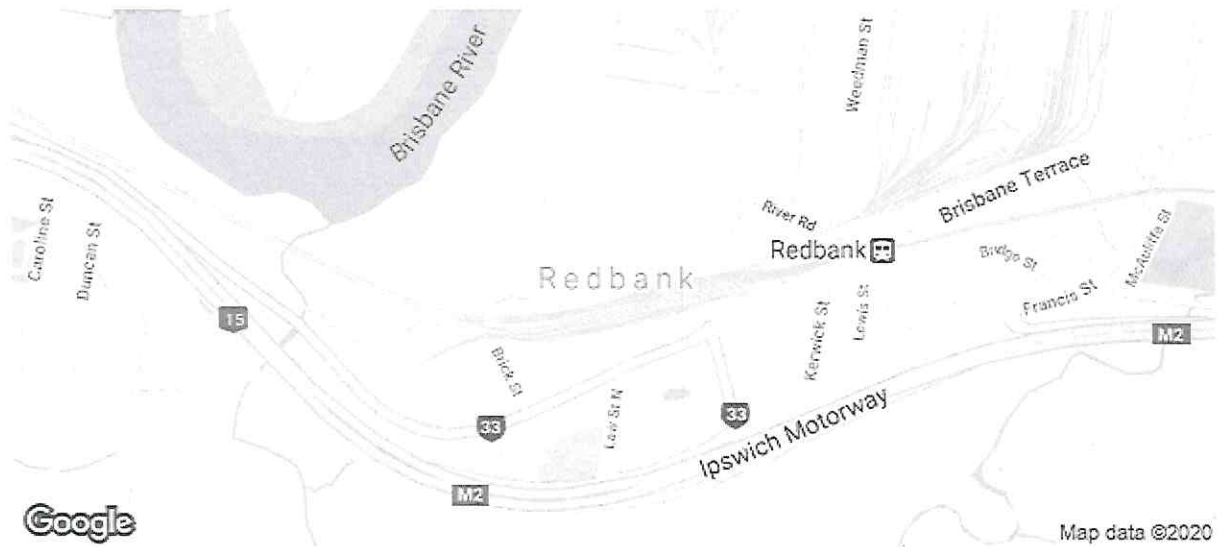 Brisbane River
Weedman St
Brisbane Terrace
River Rd
Redbank
Redbank
Bridge St
McAuliffe St
Caroline St
Duncan St
Francis St
15
Lewis St
Kerwick St
M2
Brick St
Law St N
33
33
Ipswich Motorway
M2
Google
Map data ©2020